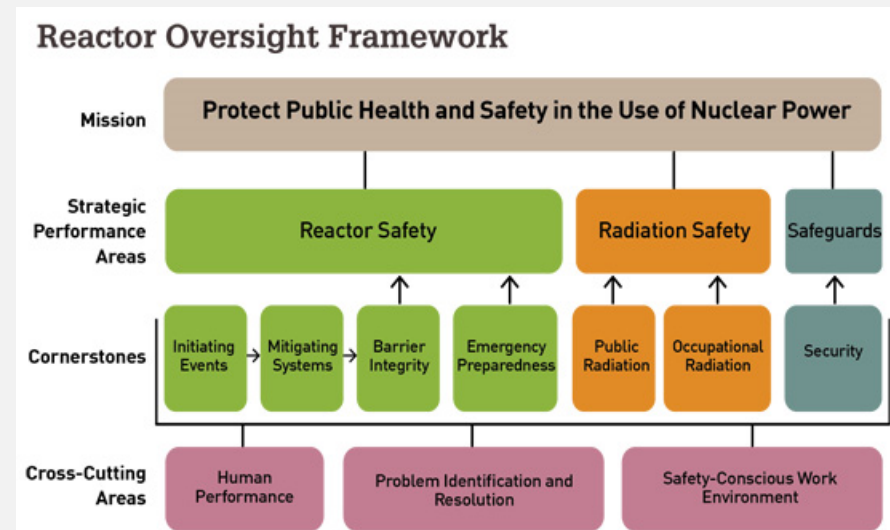 Reactor Oversight Framework
Mission
Protect Public Health and Safety in the Use of Nuclear Power
Strategic
Performance
Areas
Reactor Safety
Radiation Safety
Safeguards
Cornerstones
Initiating
Events
Mitigating
Systems
Barrier
Integrity
Emergency
Preparedness
Public
Radiation
Occupational
Radiation
Security
Cross-Cutting
Areas
Human
Performance
Problem Identification and
Resolution
Safety-Conscious Work
Environment